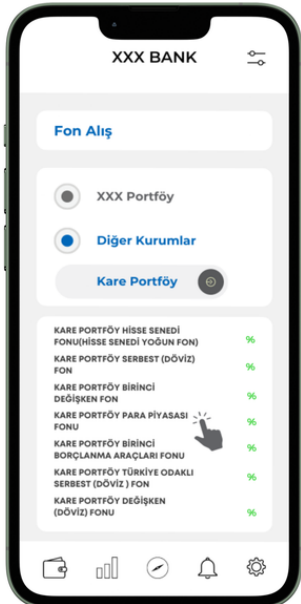 XXX BANK
Fon Alış
XXX Portföy
Diğer Kurumlar
Kare Portföy
KARE PORTFÖY HİSSE SENEDİ
FONU(HİSSE SENEDİ YOĞUN FON)
%
KARE PORTFÖY SERBEST (DÖVİZ)
FON
%
KARE PORTFÖY BİRİNCİ
DEĞİŞKEN FON
%
KARE PORTFÖY PARA PİYASASI
FONU
%
KARE PORTFÖY BİRİNCİ
BORÇLANMA ARAÇLARI FONU
%
KARE PORTFÖY TÜRKİYE ODAKLI
SERBEST (DÖVİZ ) FON
%
KARE PORTFÖY DEĞİŞKEN
(DÖVİZ) FONU
%